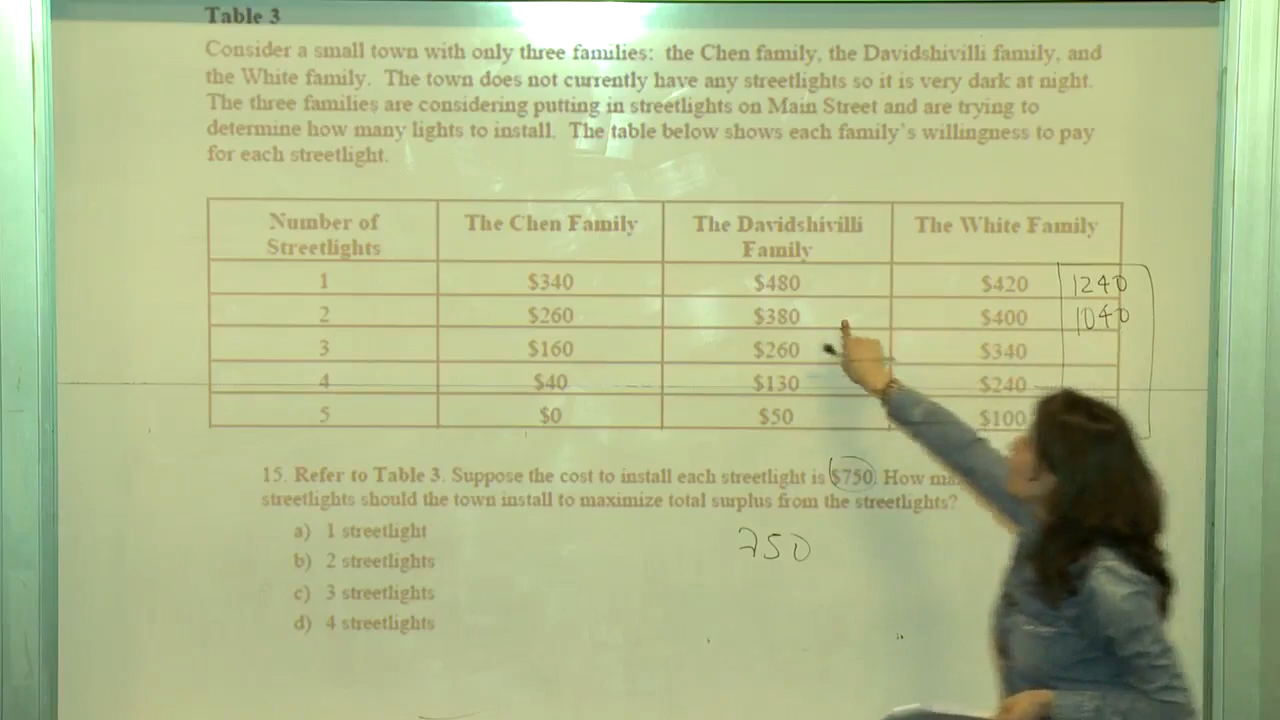 Table 3
Consider a small town with only three families: the Chen family, the Davidshivilli family, and
the White family. The town does not currently have any streetlights so it is very dark at night.
The three families are considering putting in streetlights on Main Street and are trying to
determine how many lights to install. The table below shows each family's willingness to pay
for each streetlight.
Number of Streetlights The Chen Family The Davidshivilli Family The White Family
1 $340 $480 $420 1240
2 $260 $380 $400 1040
3 $160 $260 $340
4 $40 $130 $240
5 $0 $50 $100
15. Refer to Table 3. Suppose the cost to install each streetlight is $750. How
streetlights should the town install to maximize total surplus from the streetlights?
a) 1 streetlight
b) 2 streetlights
c) 3 streetlights
d) 4 streetlights
750